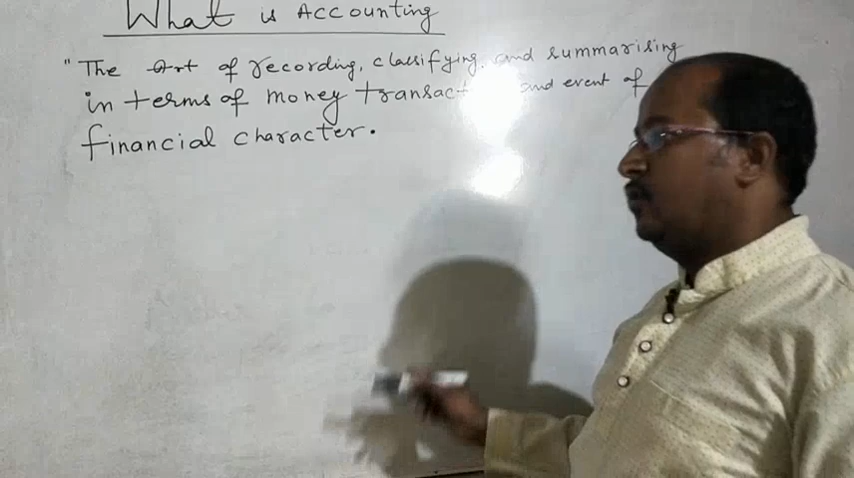 What is Accounting
"The Art of recording, classifying, and summarising
in terms of money transact and event of
financial character.